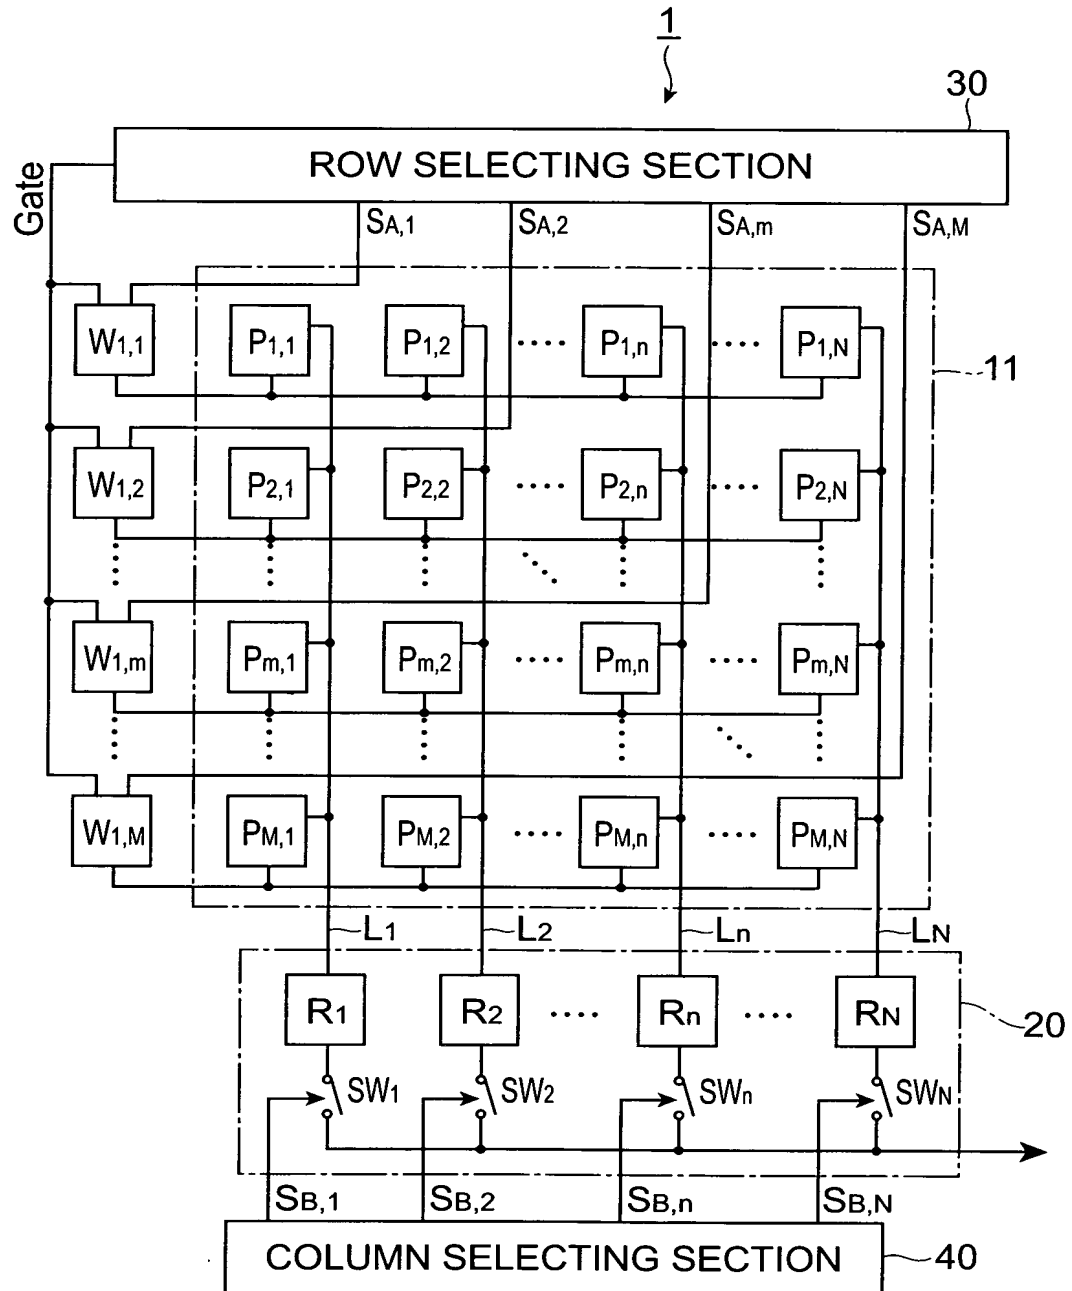 1
30
ROW SELECTING SECTION
Gate
SA,1 SA,2 SA,m SA,M
W1,1 P1,1 P1,2 .... P1,n .... P1,N
11
W1,2 P2,1 P2,2 .... P2,n .... P2,N
W1,m Pm,1 Pm,2 .... Pm,n .... Pm,N
W1,M PM,1 PM,2 .... PM,n .... PM,N
L1 L2 Ln LN
R1 R2 .... Rn .... RN
20
SW1 SW2 SWn SWN
SB,1 SB,2 SB,n SB,N
COLUMN SELECTING SECTION
40